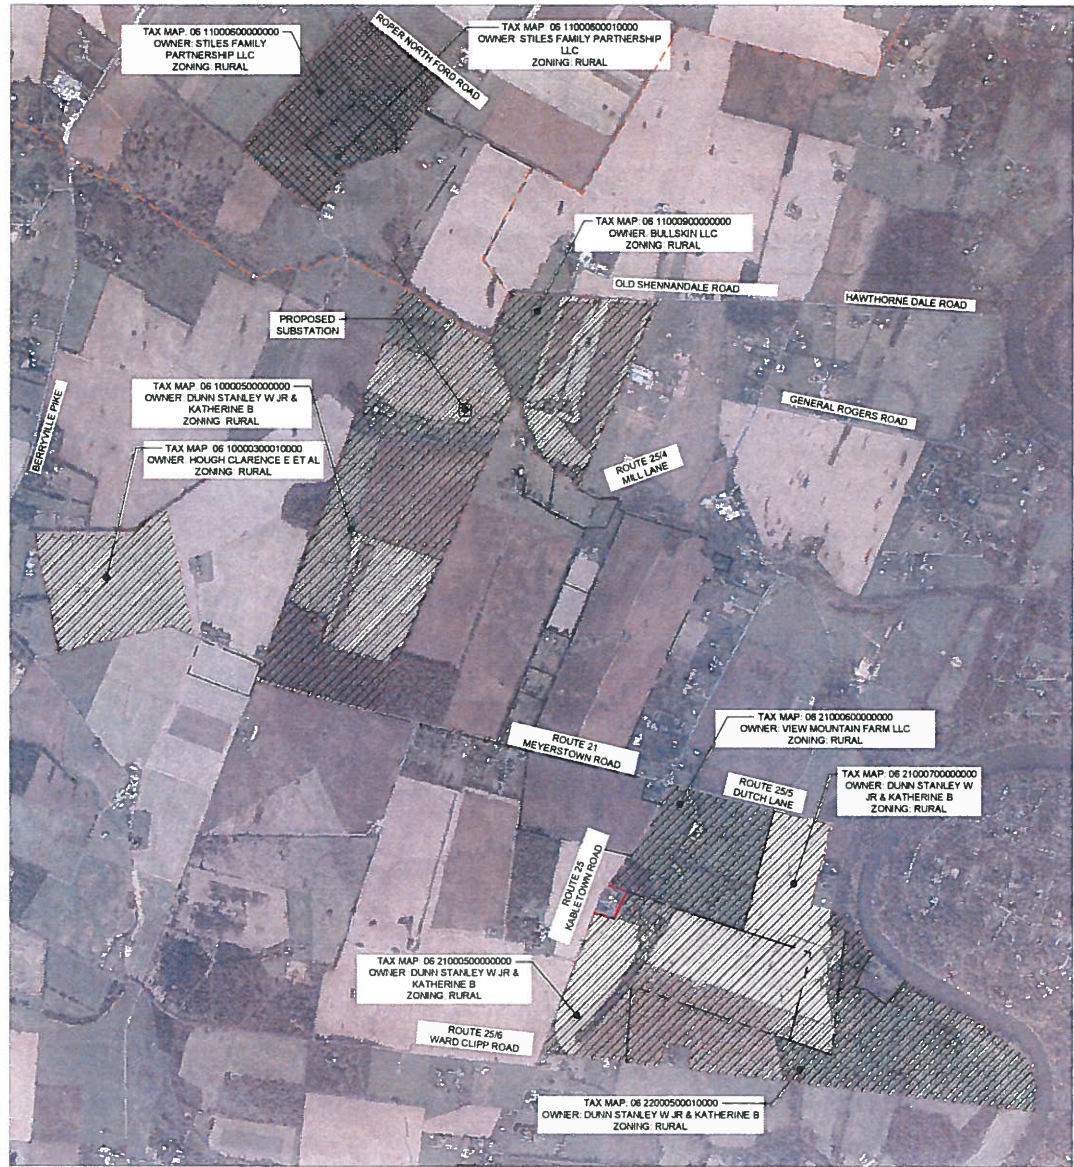 TAX MAP: 06 11000600000000
OWNER: STILES FAMILY
PARTNERSHIP LLC
ZONING: RURAL
ROPER NORTH FORD ROAD
TAX MAP: 06 11000600010000
OWNER: STILES FAMILY PARTNERSHIP
LLC
ZONING: RURAL
TAX MAP: 06 11000900000000
OWNER: BULLSKIN LLC
ZONING: RURAL
OLD SHENNANDALE ROAD
HAWTHORNE DALE ROAD
PROPOSED
SUBSTATION
TAX MAP: 06 10000500000000
OWNER: DUNN STANLEY W JR &
KATHERINE B
ZONING: RURAL
BERRYVILLE PIKE
GENERAL ROGERS ROAD
TAX MAP: 06 10000300010000
OWNER: HOUGH CLARENCE E ET AL
ZONING: RURAL
ROUTE 25/4
MILL LANE
TAX MAP: 06 21000600000000
OWNER: VIEW MOUNTAIN FARM LLC
ZONING: RURAL
ROUTE 21
MEYERSTOWN ROAD
ROUTE 25/5
DUTCH LANE
TAX MAP: 06 21000700000000
OWNER: DUNN STANLEY W
JR & KATHERINE B
ZONING: RURAL
ROUTE 25
KABLETOWN ROAD
TAX MAP: 06 21000500000000
OWNER: DUNN STANLEY W JR &
KATHERINE B
ZONING: RURAL
ROUTE 25/6
WARD CLIPP ROAD
TAX MAP: 06 22000500010000
OWNER: DUNN STANLEY W JR & KATHERINE B
ZONING: RURAL